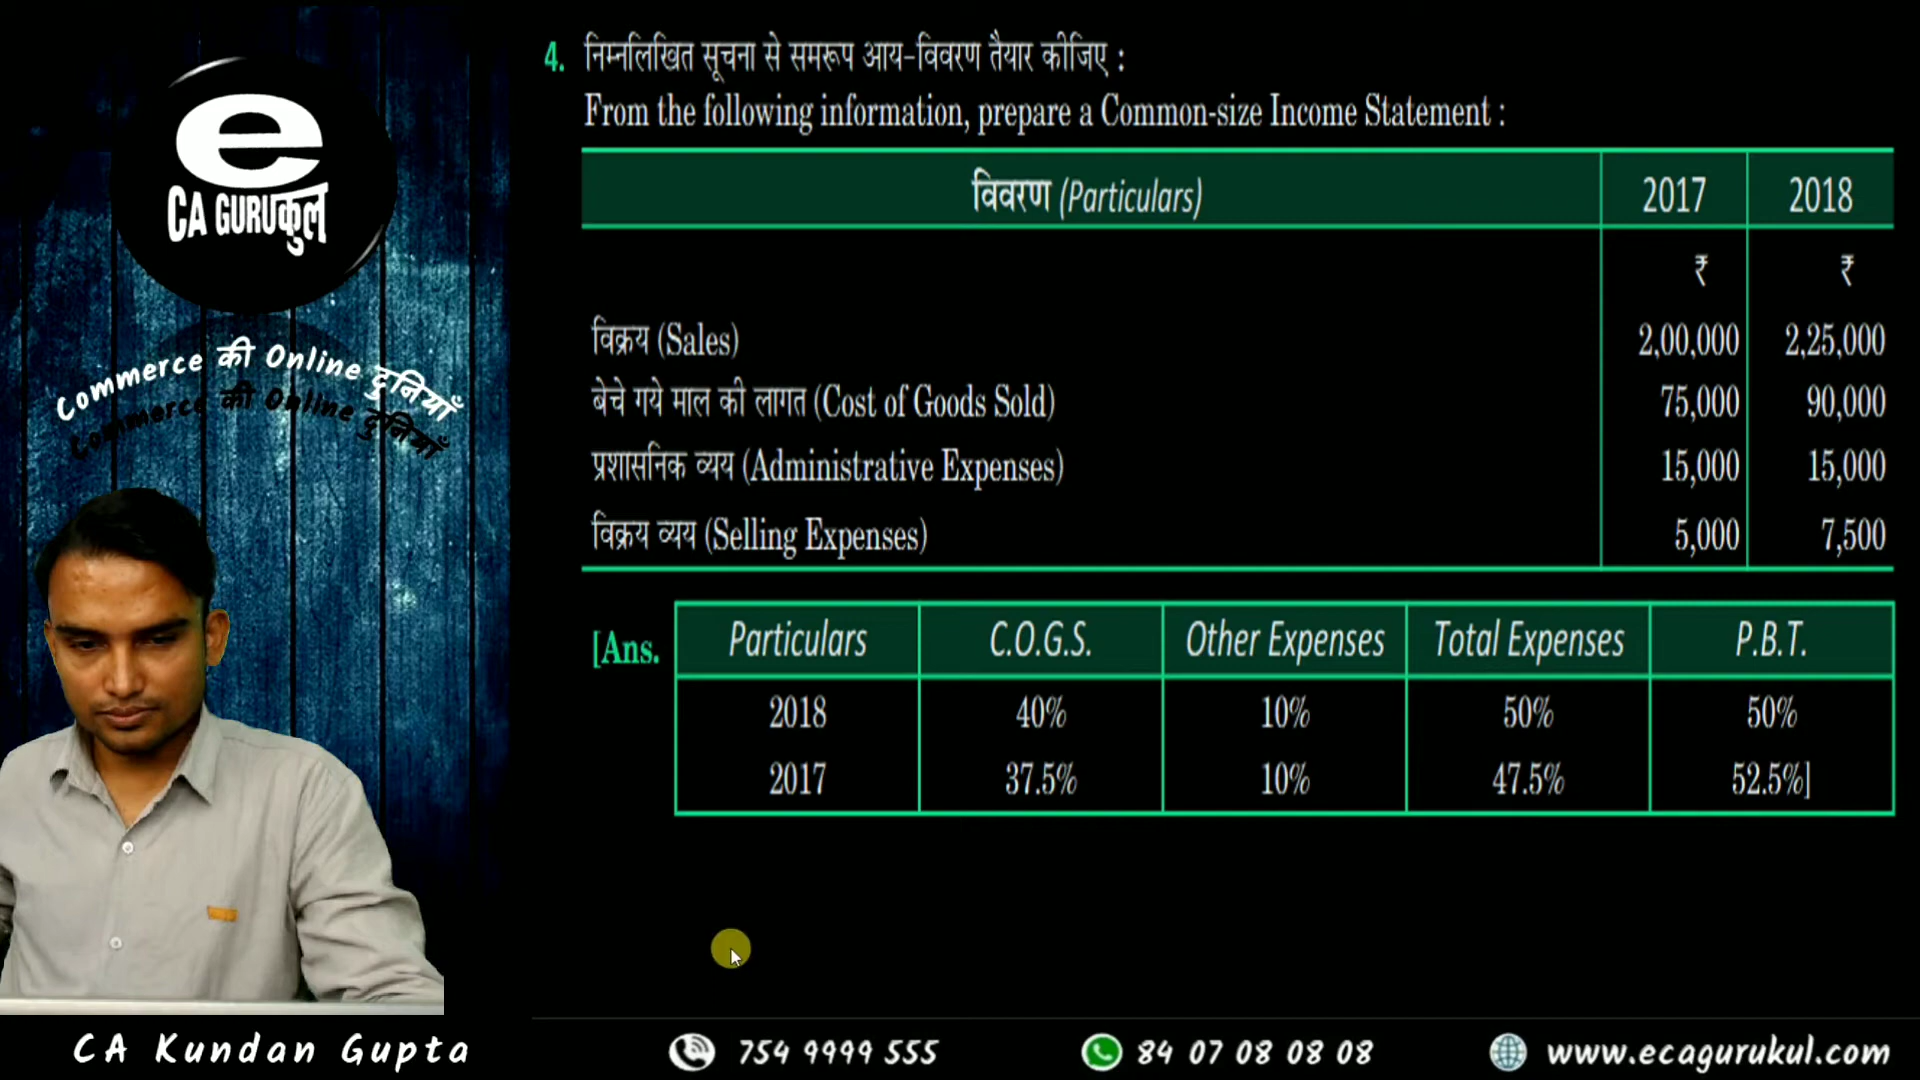 e
CA GURUकुल
Commerce की Online दुनियाँ
Commerce की Online दुनियाँ
4. निम्नलिखित सूचना से समरूप आय-विवरण तैयार कीजिए :
From the following information, prepare a Common-size Income Statement :
विवरण (Particulars) 2017 2018
₹ ₹
विक्रय (Sales) 2,00,000 2,25,000
बेचे गये माल की लागत (Cost of Goods Sold) 75,000 90,000
प्रशासनिक व्यय (Administrative Expenses) 15,000 15,000
विक्रय व्यय (Selling Expenses) 5,000 7,500
[Ans. Particulars C.O.G.S. Other Expenses Total Expenses P.B.T.
2018 40% 10% 50% 50%
2017 37.5% 10% 47.5% 52.5%]
CA Kundan Gupta 754 9999 555 84 07 08 08 08 www.ecagurukul.com